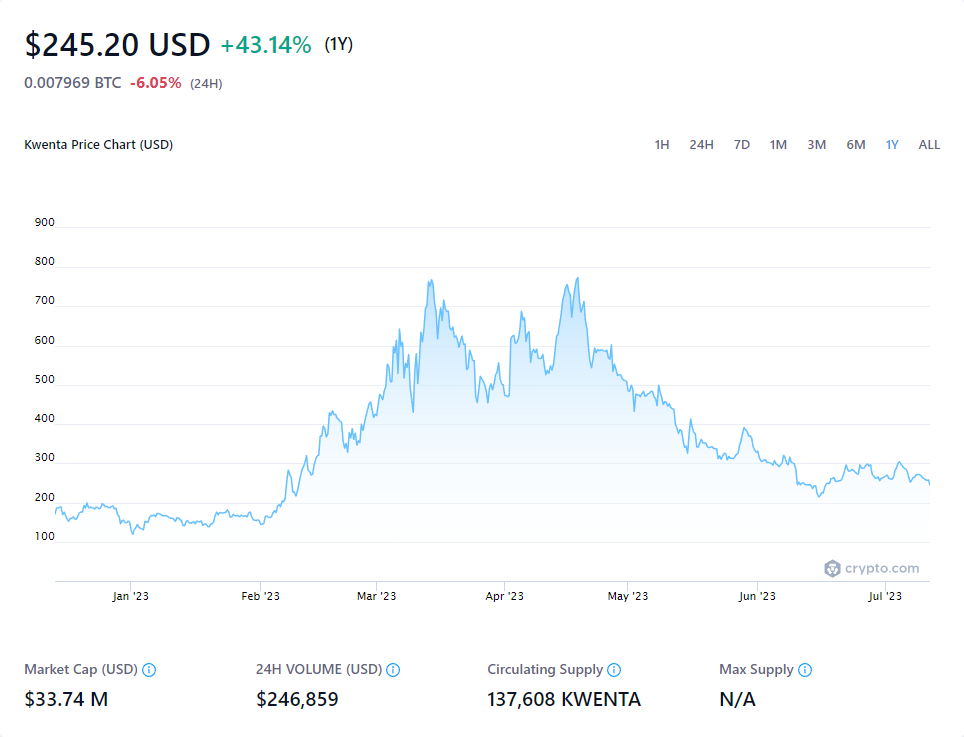 $245.20 USD +43.14% (1Y)
0.007969 BTC -6.05% (24H)
Kwenta Price Chart (USD) 1H 24H 7D 1M 3M 6M 1Y ALL
900
800
700
600
500
400
300
200
100
crypto.com
Jan '23 Feb '23 Mar '23 Apr '23 May '23 Jun '23 Jul '23
Market Cap (USD) 24H VOLUME (USD) Circulating Supply Max Supply
$33.74 M $246,859 137,608 KWENTA N/A